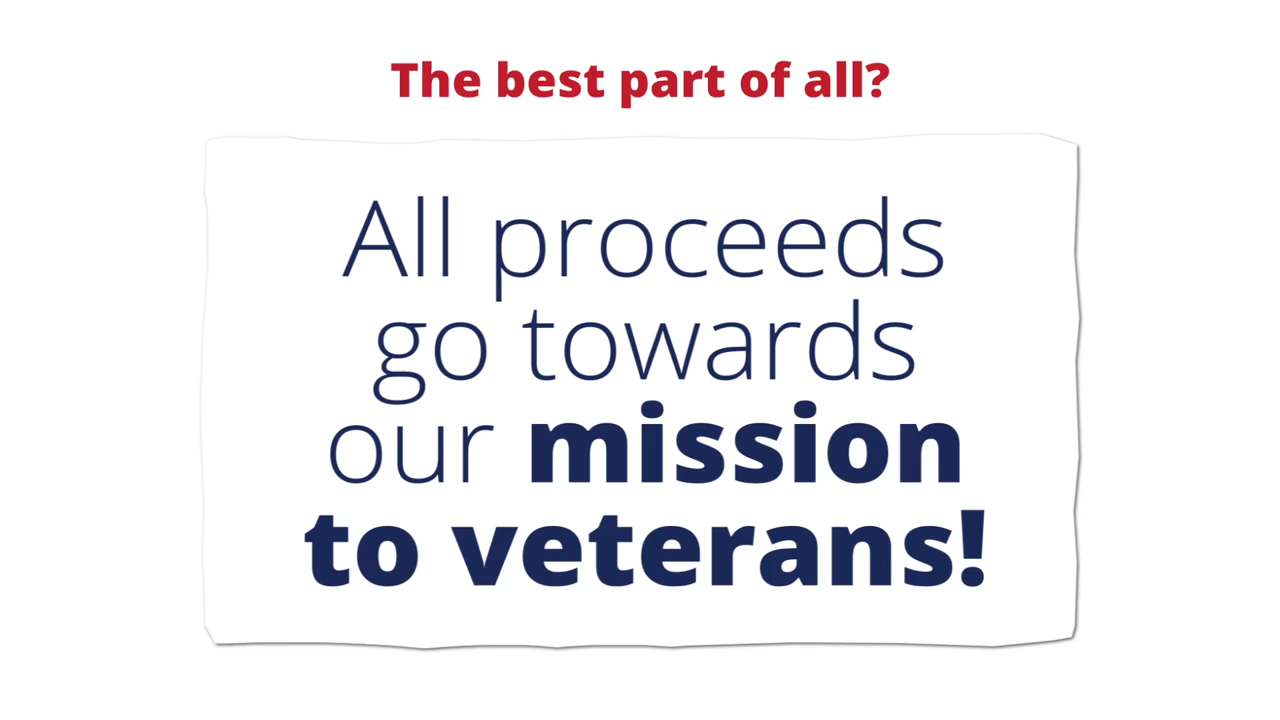 The best part of all?
All proceeds
go towards
our mission
to veterans!